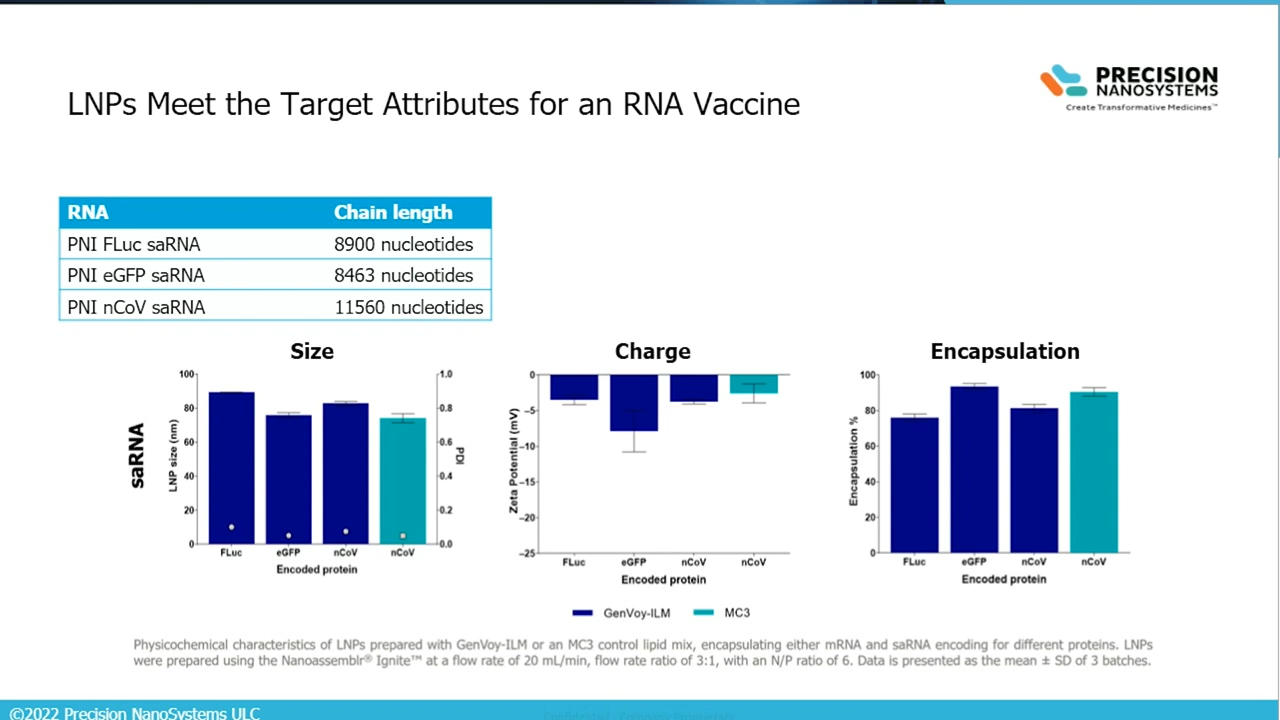 PRECISION
NANOSYSTEMS
Create Transformative Medicines™
LNPs Meet the Target Attributes for an RNA Vaccine
RNA Chain length
PNI FLuc saRNA 8900 nucleotides
PNI eGFP saRNA 8463 nucleotides
PNI nCoV saRNA 11560 nucleotides
saRNA
Size
LNP size (nm)
100
80
60
40
20
0
1.0
0.8
0.6
0.4
0.2
0.0
PDI
FLuc eGFP nCoV nCoV
Encoded protein
Charge
Zeta Potential (mV)
0
−5
−10
−15
−20
−25
FLuc eGFP nCoV nCoV
Encoded protein
Encapsulation
Encapsulation %
100
80
60
40
20
0
FLuc eGFP nCoV nCoV
Encoded protein
GenVoy-ILM MC3
Physicochemical characteristics of LNPs prepared with GenVoy-ILM or an MC3 control lipid mix, encapsulating either mRNA and saRNA encoding for different proteins. LNPs
were prepared using the Nanoassemblr® Ignite™ at a flow rate of 20 mL/min, flow rate ratio of 3:1, with an N/P ratio of 6. Data is presented as the mean ± SD of 3 batches.
©2022 Precision NanoSystems ULC